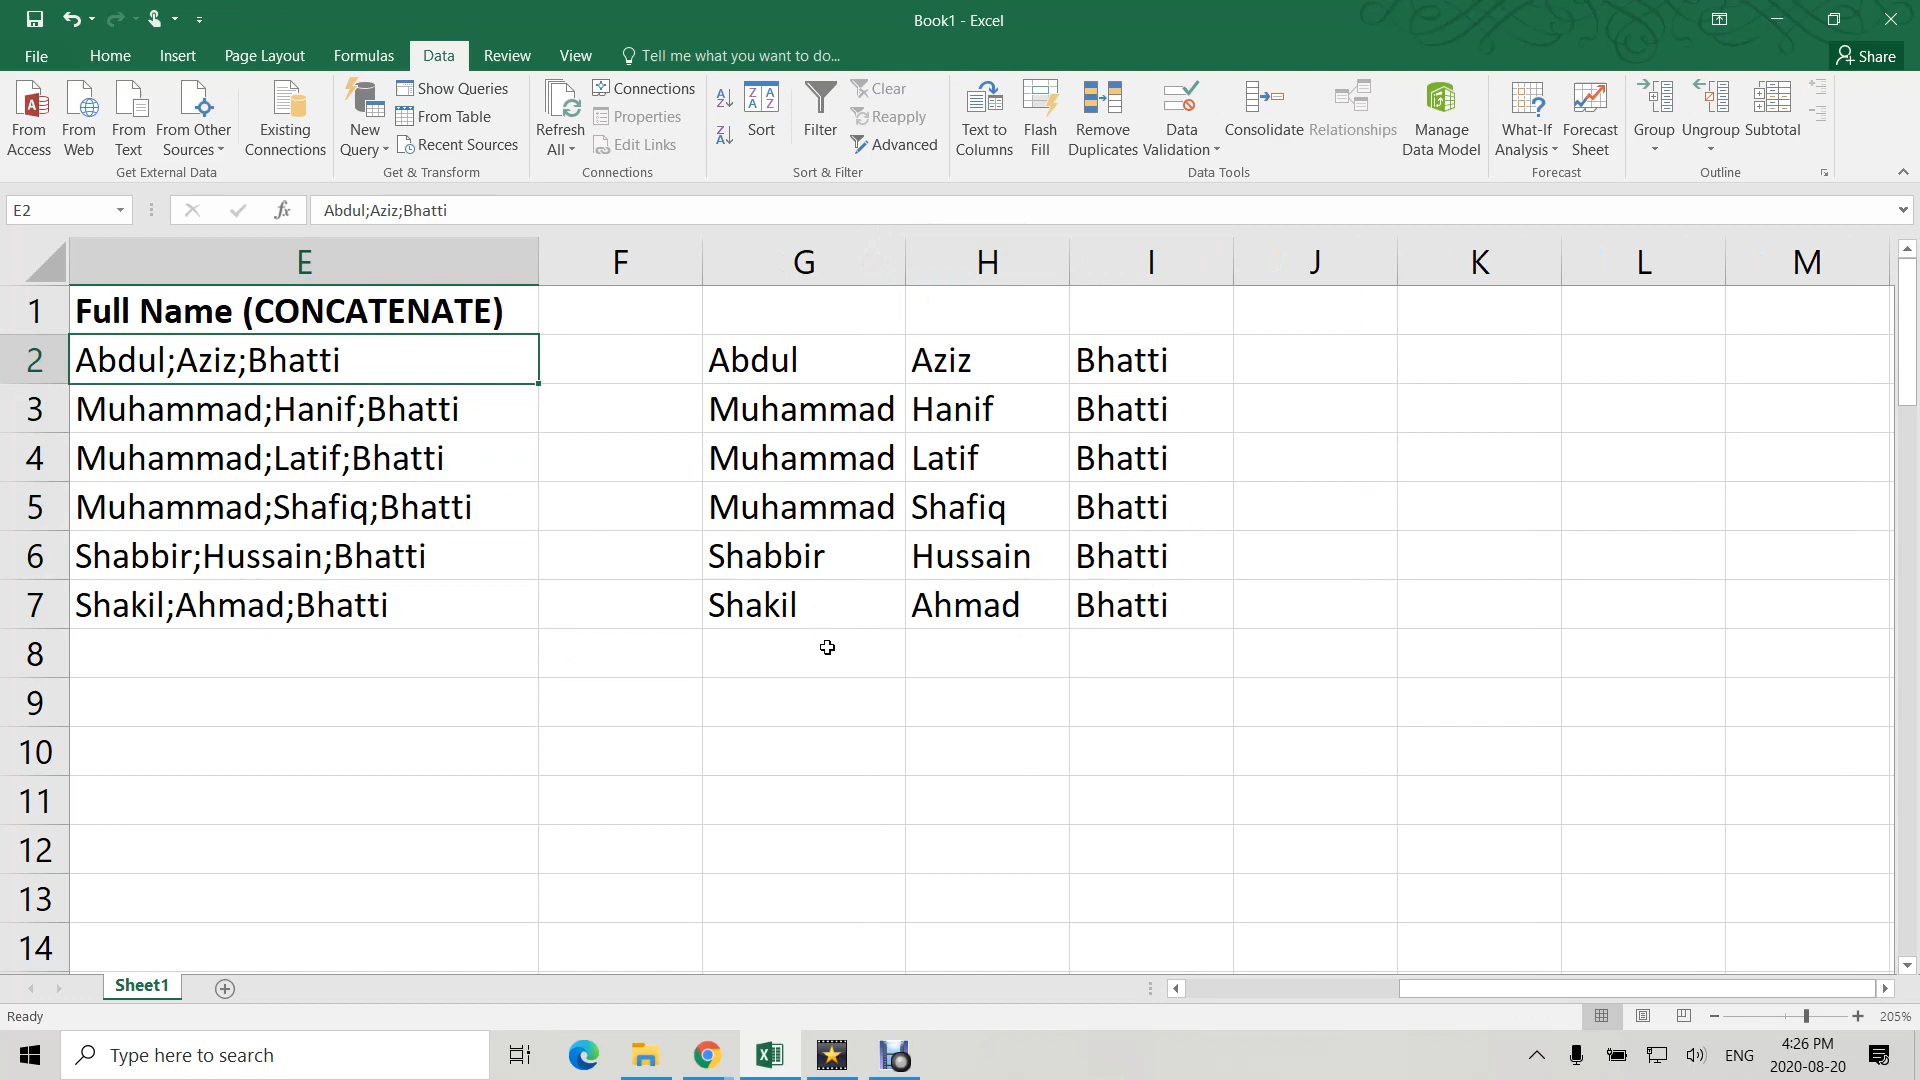 Book1 - Excel
File Home Insert Page Layout Formulas Data Review View Tell me what you want to do... Share
From Access
From Web
From Text
From Other Sources
Existing Connections
Get External Data
New Query
Show Queries
From Table
Recent Sources
Get & Transform
Refresh All
Connections
Properties
Edit Links
Connections
Sort
Filter
Clear
Reapply
Advanced
Sort & Filter
Text to Columns
Flash Fill
Remove Duplicates
Data Validation
Consolidate
Relationships
Manage Data Model
Data Tools
What-If Analysis
Forecast Sheet
Forecast
Group
Ungroup
Subtotal
Outline
E2 fx Abdul;Aziz;Bhatti
E F G H I J K L M
1 Full Name (CONCATENATE)
2 Abdul;Aziz;Bhatti Abdul Aziz Bhatti
3 Muhammad;Hanif;Bhatti Muhammad Hanif Bhatti
4 Muhammad;Latif;Bhatti Muhammad Latif Bhatti
5 Muhammad;Shafiq;Bhatti Muhammad Shafiq Bhatti
6 Shabbir;Hussain;Bhatti Shabbir Hussain Bhatti
7 Shakil;Ahmad;Bhatti Shakil Ahmad Bhatti
8
9
10
11
12
13
14
Sheet1
Ready 205%
Type here to search ENG 4:26 PM
2020-08-20